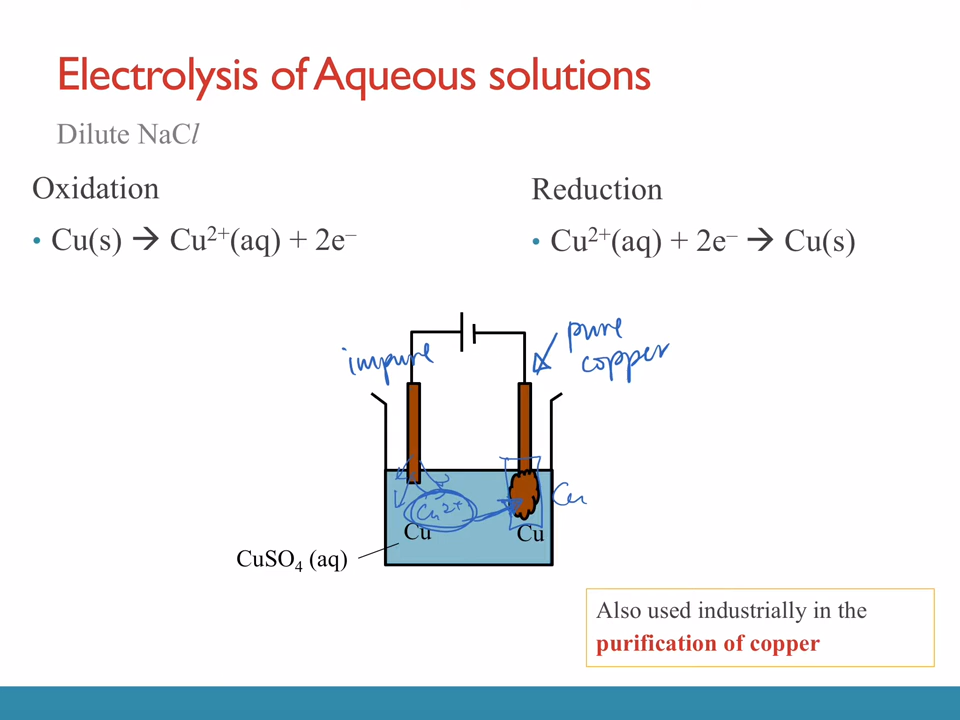 Electrolysis of Aqueous solutions
Dilute NaCl
Oxidation
• Cu(s) → Cu²⁺(aq) + 2e⁻
Reduction
• Cu²⁺(aq) + 2e⁻ → Cu(s)
impure
pure
copper
Cu²⁺
Cu
Cu
Cu
CuSO₄ (aq)
Also used industrially in the
purification of copper